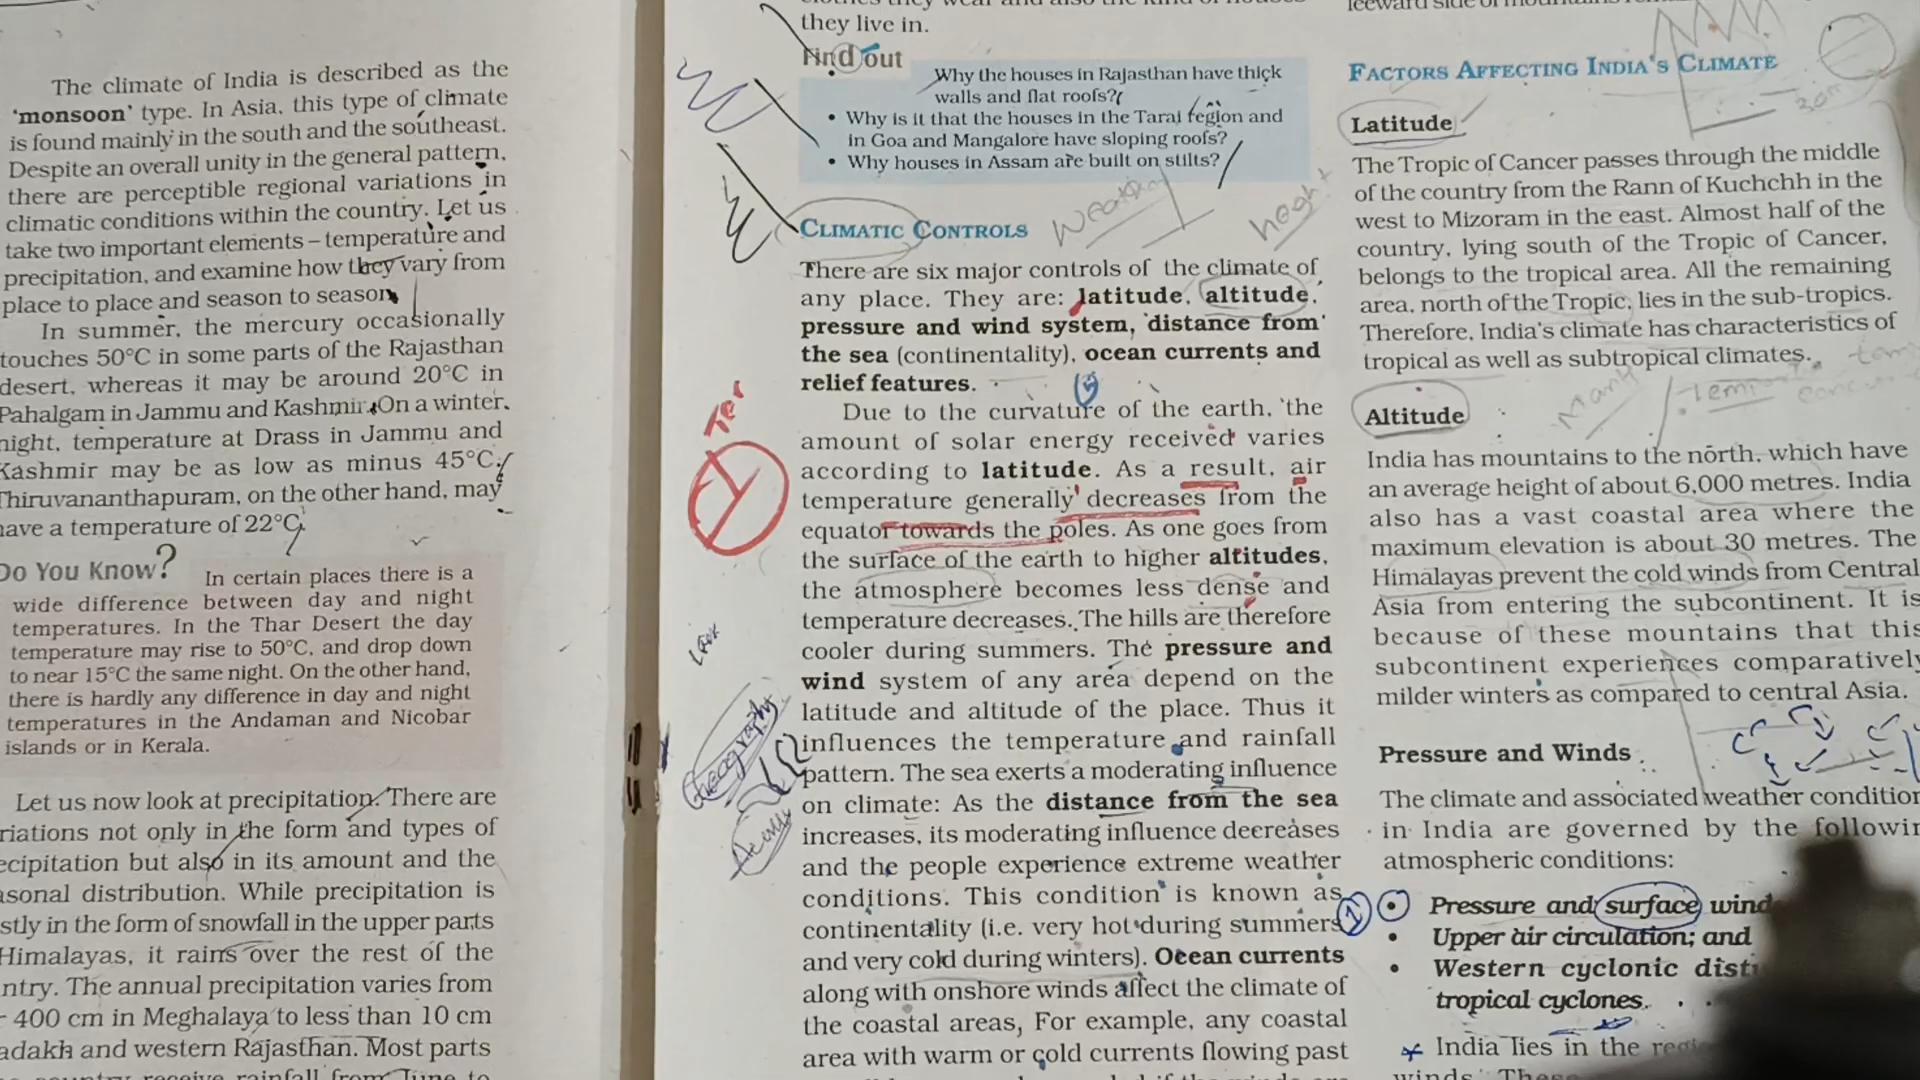 The climate of India is described as the
'monsoon' type. In Asia, this type of climate
is found mainly in the south and the southeast.
Despite an overall unity in the general pattern,
there are perceptible regional variations in
climatic conditions within the country. Let us
take two important elements – temperature and
precipitation, and examine how they vary from
place to place and season to season.
In summer, the mercury occasionally
touches 50°C in some parts of the Rajasthan
desert, whereas it may be around 20°C in
Pahalgam in Jammu and Kashmir. On a winter
night, temperature at Drass in Jammu and
Kashmir may be as low as minus 45°C.
Thiruvananthapuram, on the other hand, may
have a temperature of 22°C.
Do You Know?
In certain places there is a
wide difference between day and night
temperatures. In the Thar Desert the day
temperature may rise to 50°C, and drop down
to near 15°C the same night. On the other hand,
there is hardly any difference in day and night
temperatures in the Andaman and Nicobar
islands or in Kerala.
Let us now look at precipitation. There are
riations not only in the form and types of
ecipitation but also in its amount and the
asonal distribution. While precipitation is
stly in the form of snowfall in the upper parts
Himalayas, it rains over the rest of the
ntry. The annual precipitation varies from
400 cm in Meghalaya to less than 10 cm
adakh and western Rajasthan. Most parts
receive rainfall from June to
they live in.
Find out
Why the houses in Rajasthan have thick
walls and flat roofs?
• Why is it that the houses in the Tarai region and
in Goa and Mangalore have sloping roofs?
• Why houses in Assam are built on stilts?
CLIMATIC CONTROLS
There are six major controls of the climate of
any place. They are: latitude, altitude,
pressure and wind system, distance from
the sea (continentality), ocean currents and
relief features.
Due to the curvature of the earth, the
amount of solar energy received varies
according to latitude. As a result, air
temperature generally decreases from the
equator towards the poles. As one goes from
the surface of the earth to higher altitudes,
the atmosphere becomes less dense and
temperature decreases. The hills are therefore
cooler during summers. The pressure and
wind system of any area depend on the
latitude and altitude of the place. Thus it
influences the temperature and rainfall
pattern. The sea exerts a moderating influence
on climate: As the distance from the sea
increases, its moderating influence decreases
and the people experience extreme weather
conditions. This condition is known as
continentality (i.e. very hot during summers
and very cold during winters). Ocean currents
along with onshore winds affect the climate of
the coastal areas, For example, any coastal
area with warm or cold currents flowing past
Geography
leeward side of
FACTORS AFFECTING INDIA'S CLIMATE
Latitude
The Tropic of Cancer passes through the middle
of the country from the Rann of Kuchchh in the
west to Mizoram in the east. Almost half of the
country, lying south of the Tropic of Cancer,
belongs to the tropical area. All the remaining
area, north of the Tropic, lies in the sub-tropics.
Therefore, India's climate has characteristics of
tropical as well as subtropical climates.
Altitude
India has mountains to the north, which have
an average height of about 6,000 metres. India
also has a vast coastal area where the
maximum elevation is about 30 metres. The
Himalayas prevent the cold winds from Central
Asia from entering the subcontinent. It is
because of these mountains that this
subcontinent experiences comparatively
milder winters as compared to central Asia.
Pressure and Winds
The climate and associated weather condition
in India are governed by the followin
atmospheric conditions:
• Pressure and surface wind
• Upper air circulation; and
• Western cyclonic dist
tropical cyclones.
India lies in the
winds. These